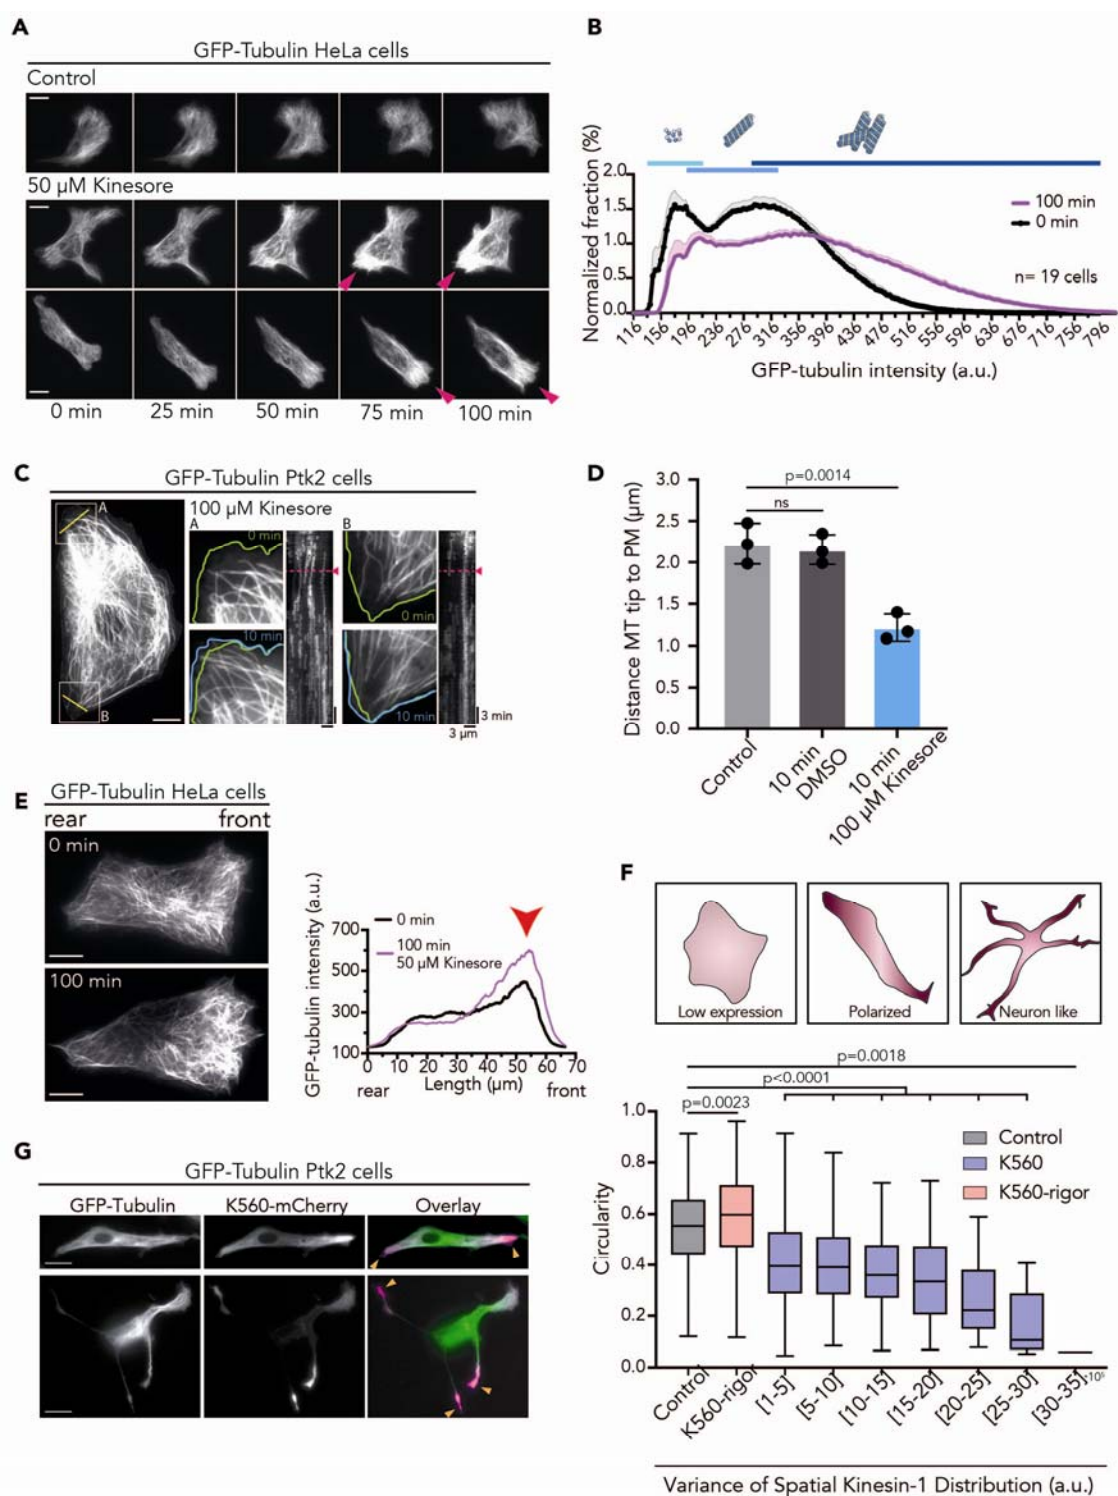 A
GFP-Tubulin HeLa cells
Control
50 µM Kinesore
0 min
25 min
50 min
75 min
100 min
B
Normalized fraction (%)
2.0
1.5
1.0
0.5
0.0
100 min
0 min
n= 19 cells
116
156
196
236
276
316
356
396
436
476
516
556
596
636
676
716
756
796
GFP-tubulin intensity (a.u.)
C
GFP-Tubulin Ptk2 cells
100 µM Kinesore
A
B
A
0 min
10 min
B
0 min
10 min
3 min
3 µm
D
Distance MT tip to PM (µm)
3.0
2.5
2.0
1.5
1.0
0.5
0.0
p=0.0014
ns
Control
10 min
DMSO
10 min
100 µM Kinesore
E
GFP-Tubulin HeLa cells
rear front
0 min
100 min
GFP-tubulin intensity (a.u.)
700
500
300
100
0 min
100 min
50 µM Kinesore
0 10 20 30 40 50 60 70
rear Length (µm) front
F
Low expression
Polarized
Neuron like
p=0.0018
p<0.0001
p=0.0023
Circularity
1.0
0.8
0.6
0.4
0.2
0.0
Control
K560
K560-rigor
Control
K560-rigor
[1-5]
[5-10]
[10-15]
[15-20]
[20-25]
[25-30]
[30-35]
·10⁵
Variance of Spatial Kinesin-1 Distribution (a.u.)
G
GFP-Tubulin Ptk2 cells
GFP-Tubulin
K560-mCherry
Overlay